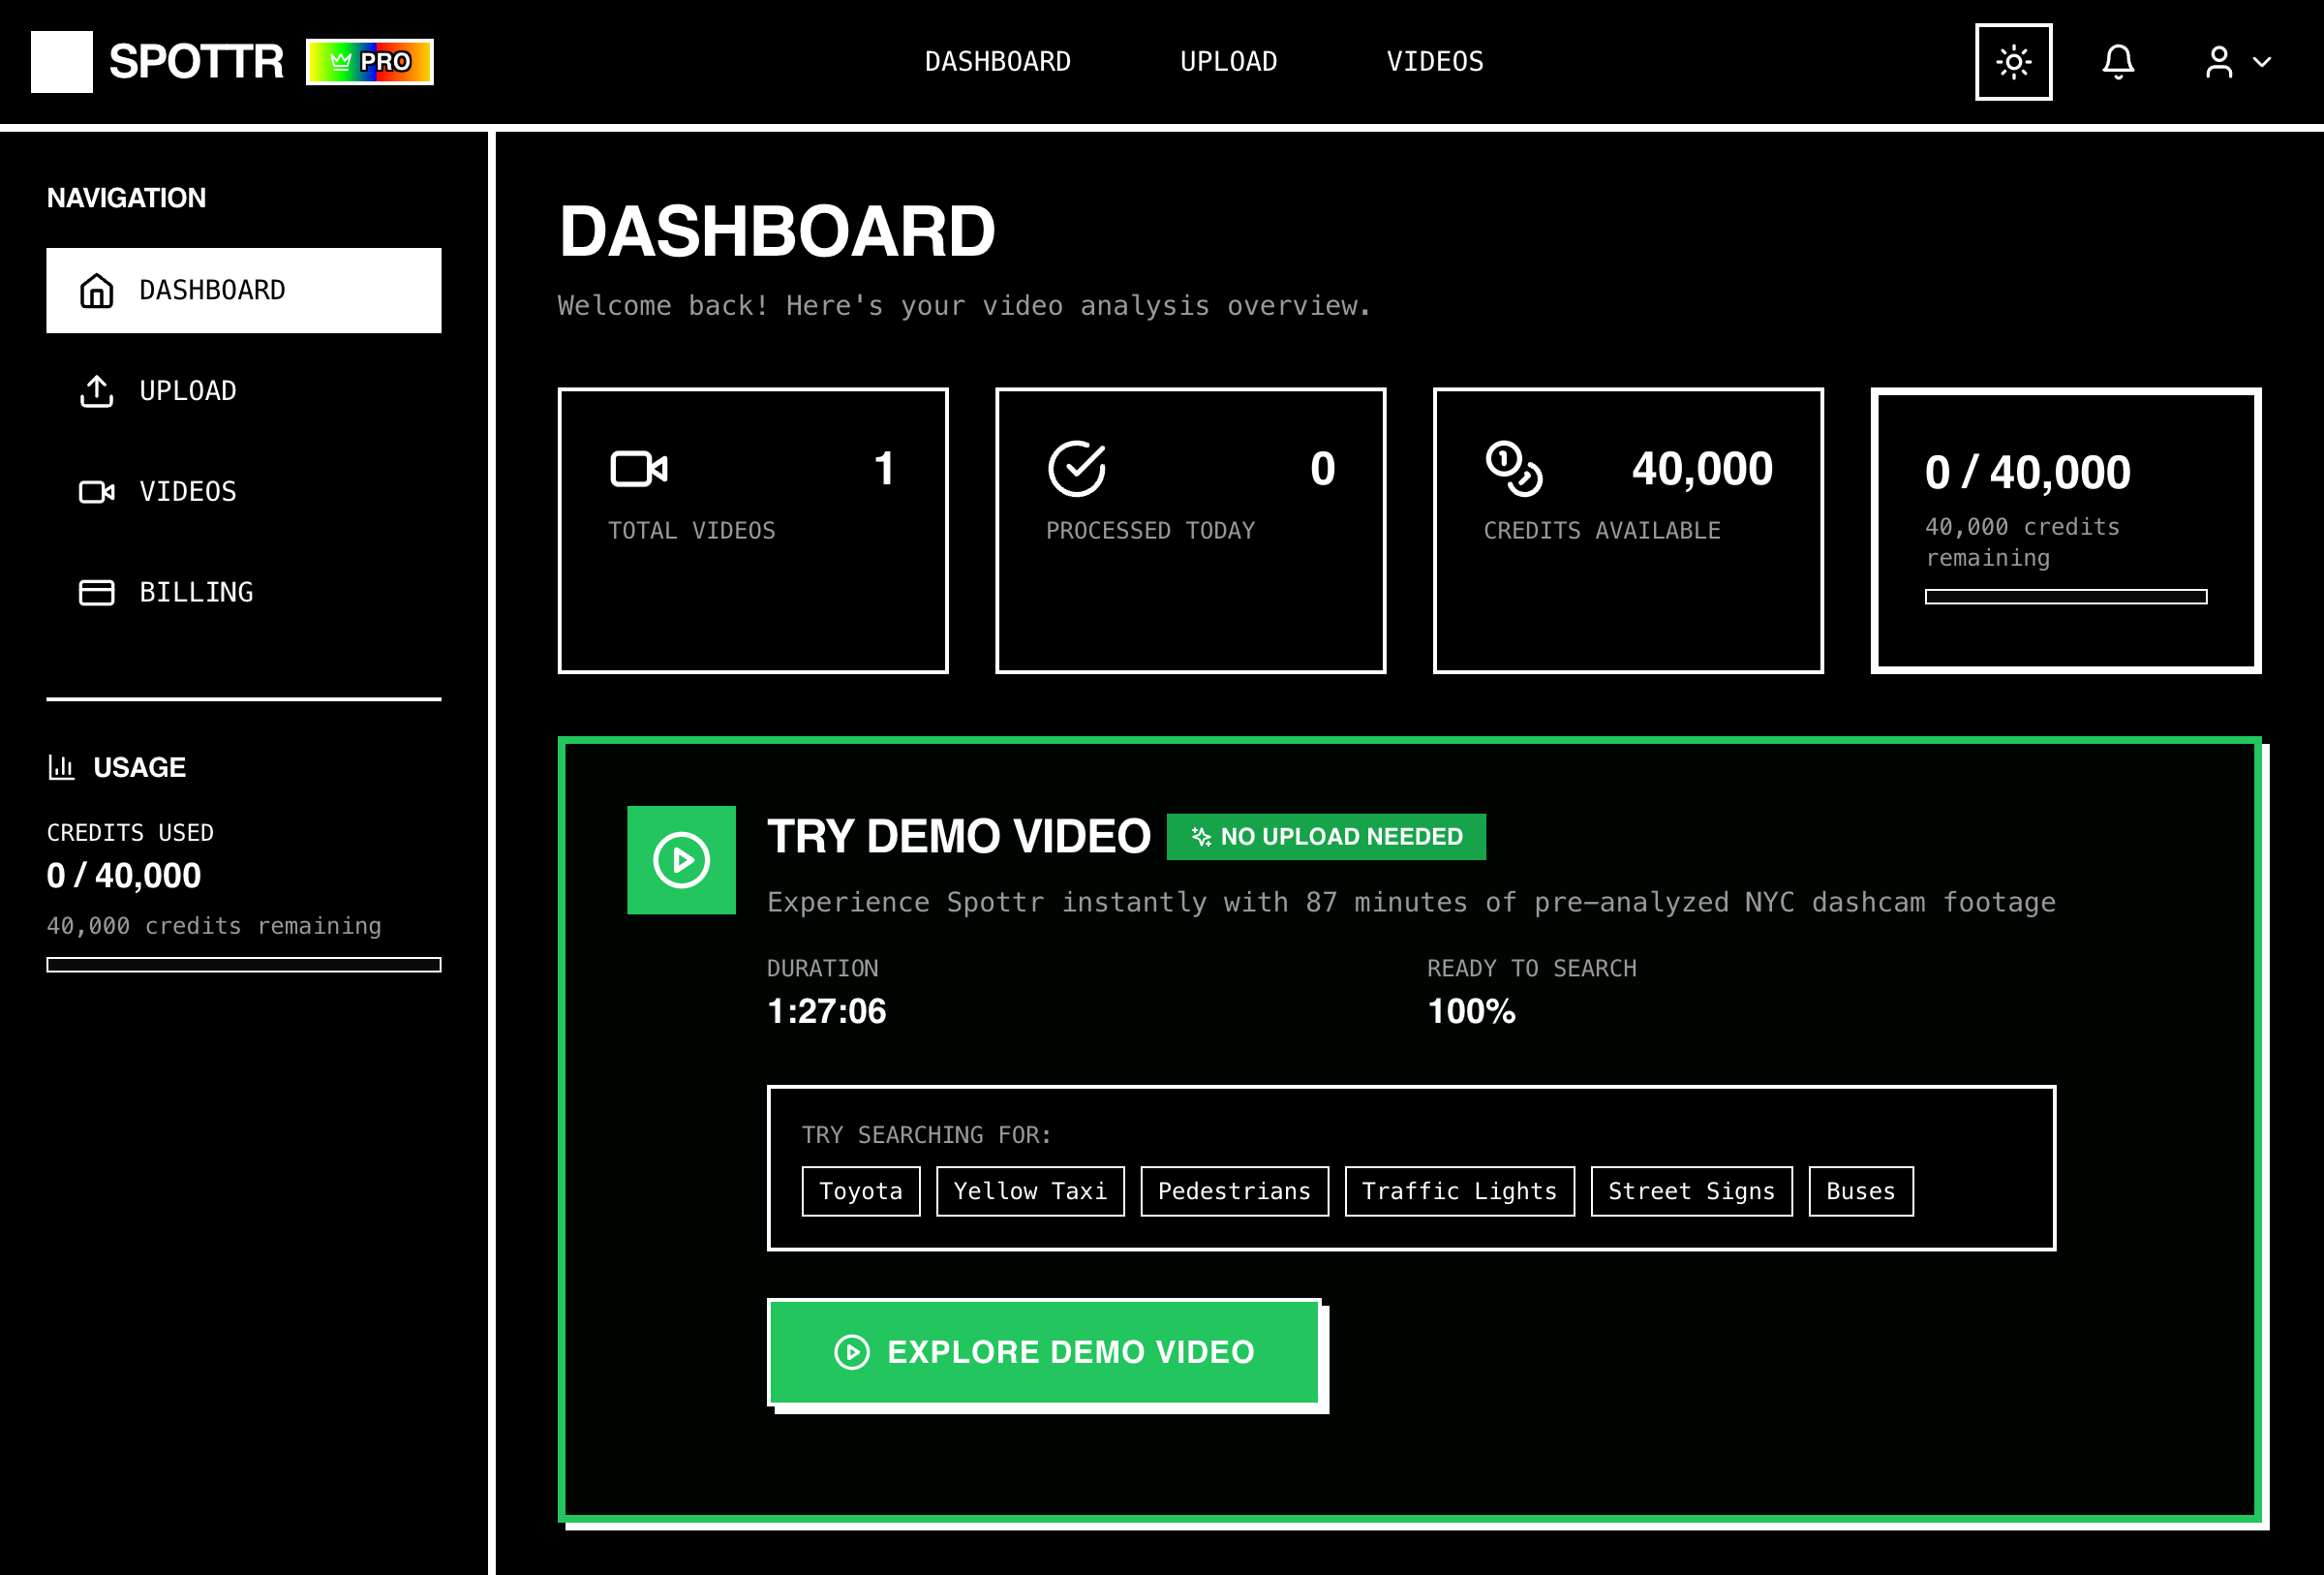 SPOTTR
PRO
DASHBOARD
UPLOAD
VIDEOS
NAVIGATION
DASHBOARD
UPLOAD
VIDEOS
BILLING
USAGE
CREDITS USED
0 / 40,000
40,000 credits remaining
DASHBOARD
Welcome back! Here's your video analysis overview.
1
TOTAL VIDEOS
0
PROCESSED TODAY
40,000
CREDITS AVAILABLE
0 / 40,000
40,000 credits
remaining
TRY DEMO VIDEO
NO UPLOAD NEEDED
Experience Spottr instantly with 87 minutes of pre-analyzed NYC dashcam footage
DURATION
1:27:06
READY TO SEARCH
100%
TRY SEARCHING FOR:
Toyota
Yellow Taxi
Pedestrians
Traffic Lights
Street Signs
Buses
EXPLORE DEMO VIDEO